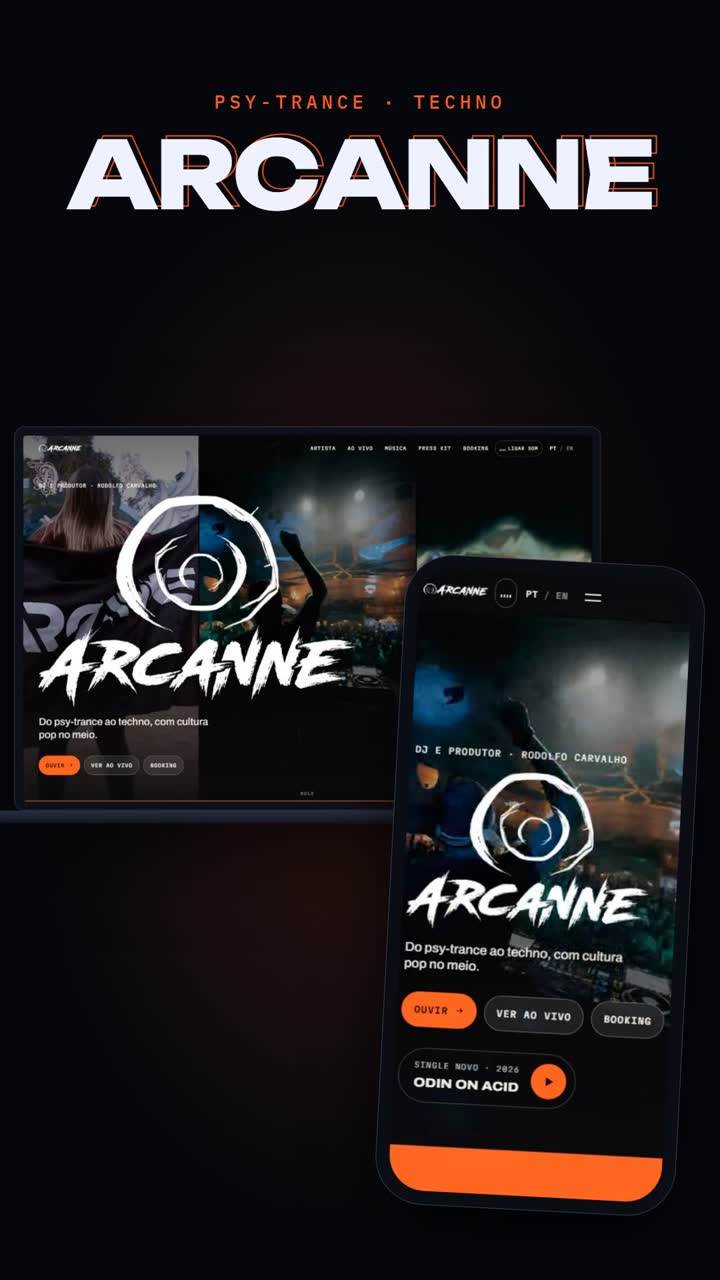 PSY-TRANCE · TECHNO
ARCANNE
ARCANNE
ARTISTA AO VIVO MÚSICA PRESS KIT BOOKING LIGAR SOM PT / EN
DJ E PRODUTOR · RODOLFO CARVALHO
ARCANNE
Do psy-trance ao techno, com cultura
pop no meio.
OUVIR → VER AO VIVO BOOKING
ARCANNE PT / EN
DJ E PRODUTOR · RODOLFO CARVALHO
ARCANNE
Do psy-trance ao techno, com cultura
pop no meio.
OUVIR → VER AO VIVO BOOKING
SINGLE NOVO · 2026
ODIN ON ACID